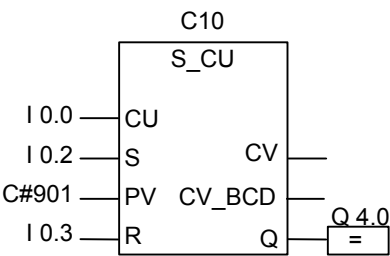 C10
S_CU
I 0.0 CU
I 0.2 S CV
C#901 PV CV_BCD
Q 4.0
I 0.3 R Q =